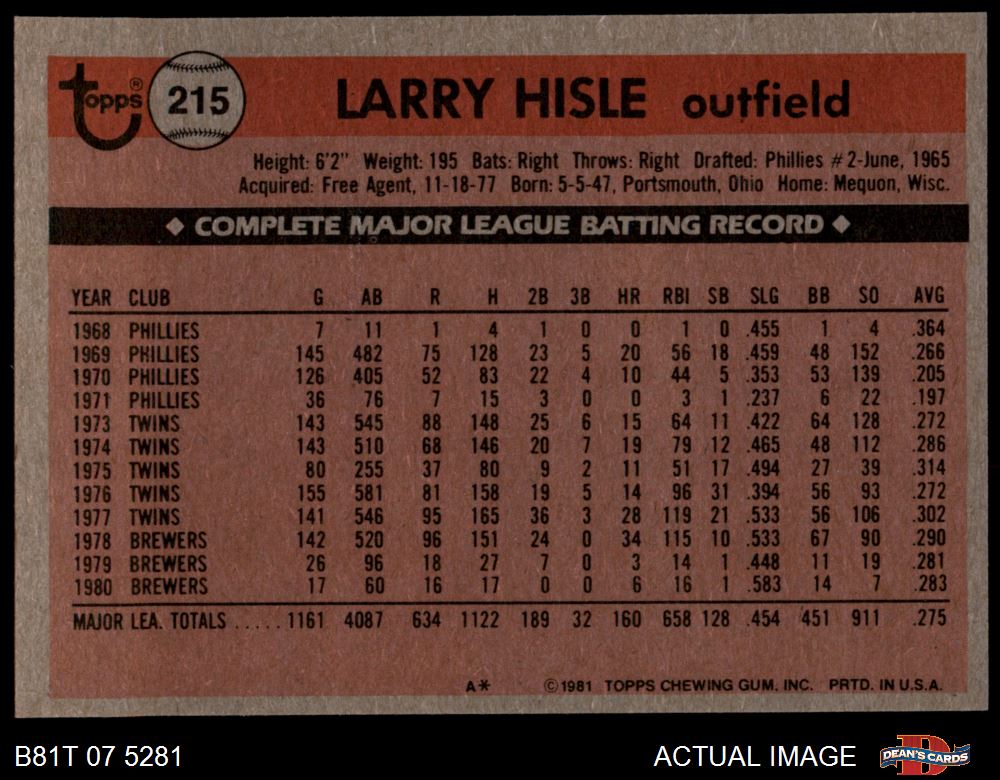 Topps® 215 LARRY HISLE outfield
Height: 6'2" Weight: 195 Bats: Right Throws: Right Drafted: Phillies #2-June, 1965
Acquired: Free Agent, 11-18-77 Born: 5-5-47, Portsmouth, Ohio Home: Mequon, Wisc.
◆ COMPLETE MAJOR LEAGUE BATTING RECORD ◆
YEAR CLUB G AB R H 2B 3B HR RBI SB SLG BB SO AVG
1968 PHILLIES 7 11 1 4 1 0 0 1 0 .455 1 4 .364
1969 PHILLIES 145 482 75 128 23 5 20 56 18 .459 48 152 .266
1970 PHILLIES 126 405 52 83 22 4 10 44 5 .353 53 139 .205
1971 PHILLIES 36 76 7 15 3 0 0 3 1 .237 6 22 .197
1973 TWINS 143 545 88 148 25 6 15 64 11 .422 64 128 .272
1974 TWINS 143 510 68 146 20 7 19 79 12 .465 48 112 .286
1975 TWINS 80 255 37 80 9 2 11 51 17 .494 27 39 .314
1976 TWINS 155 581 81 158 19 5 14 96 31 .394 56 93 .272
1977 TWINS 141 546 95 165 36 3 28 119 21 .533 56 106 .302
1978 BREWERS 142 520 96 151 24 0 34 115 10 .533 67 90 .290
1979 BREWERS 26 96 18 27 7 0 3 14 1 .448 11 19 .281
1980 BREWERS 17 60 16 17 0 0 6 16 1 .583 14 7 .283
MAJOR LEA. TOTALS ..... 1161 4087 634 1122 189 32 160 658 128 .454 451 911 .275
A* ©1981 TOPPS CHEWING GUM, INC. PRTD. IN U.S.A.
B81T 07 5281 ACTUAL IMAGE D DEAN'S CARDS